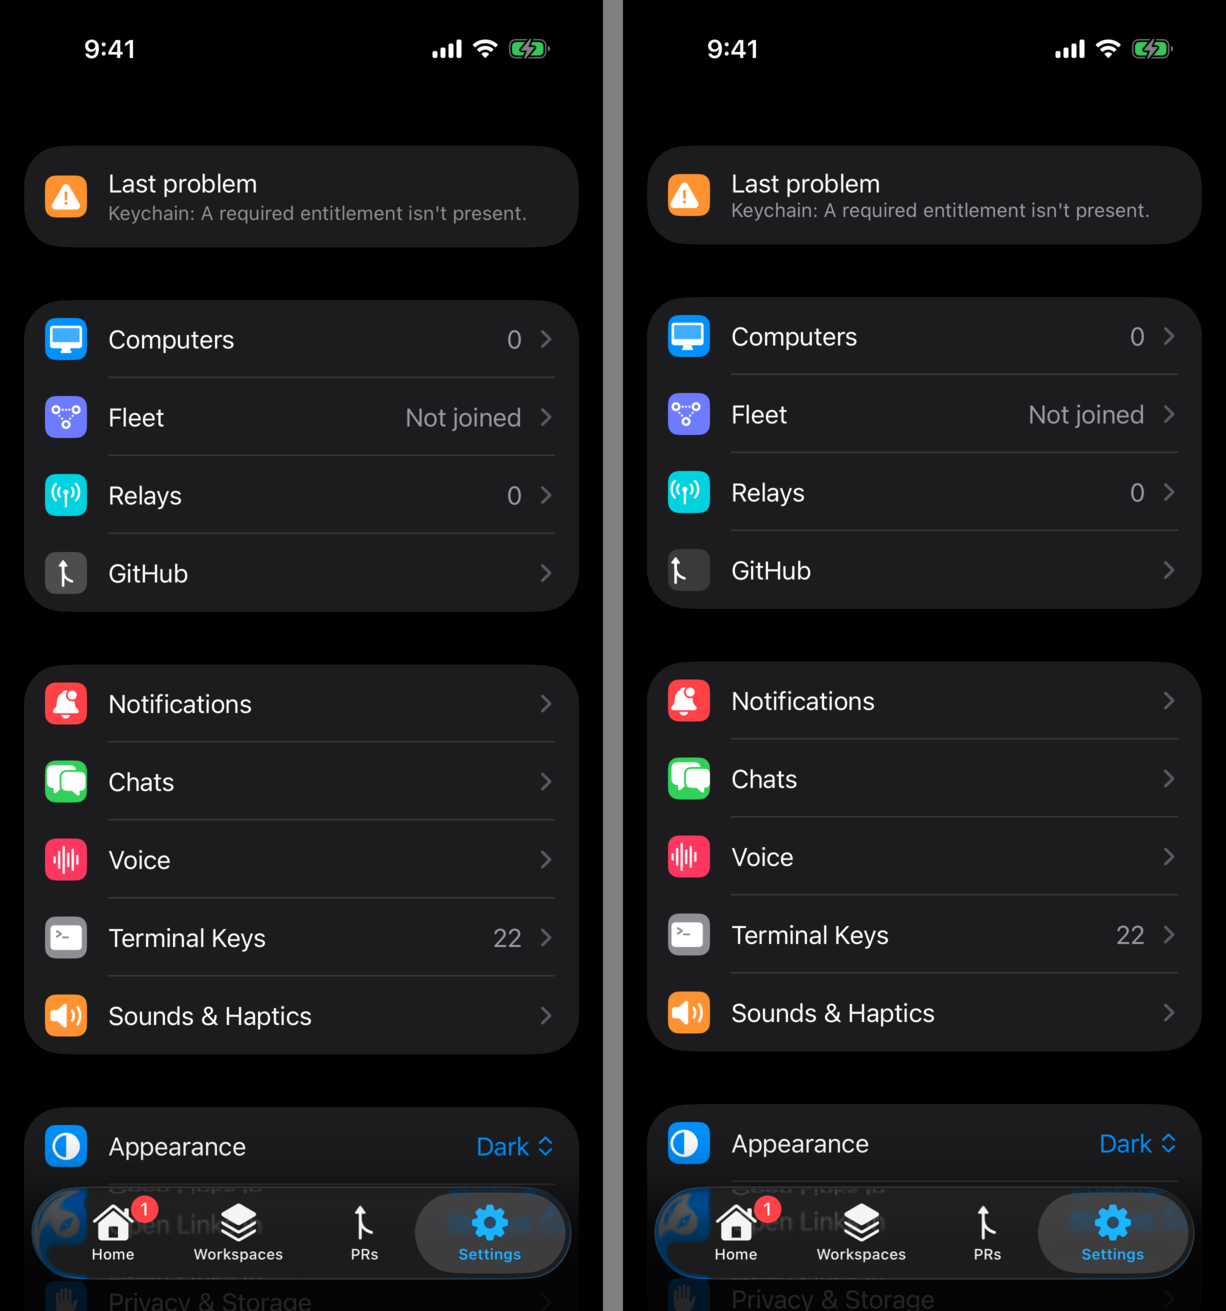 9:41
Last problem
Keychain: A required entitlement isn't present.
Computers 0
Fleet Not joined
Relays 0
GitHub
Notifications
Chats
Voice
>_
Terminal Keys 22
Sounds & Haptics
Appearance Dark
Open Link in
1
Home Workspaces PRs Settings
Privacy & Storage
9:41
Last problem
Keychain: A required entitlement isn't present.
Computers 0
Fleet Not joined
Relays 0
GitHub
Notifications
Chats
Voice
>_
Terminal Keys 22
Sounds & Haptics
Appearance Dark
1
Home Workspaces PRs Settings
Privacy & Storage